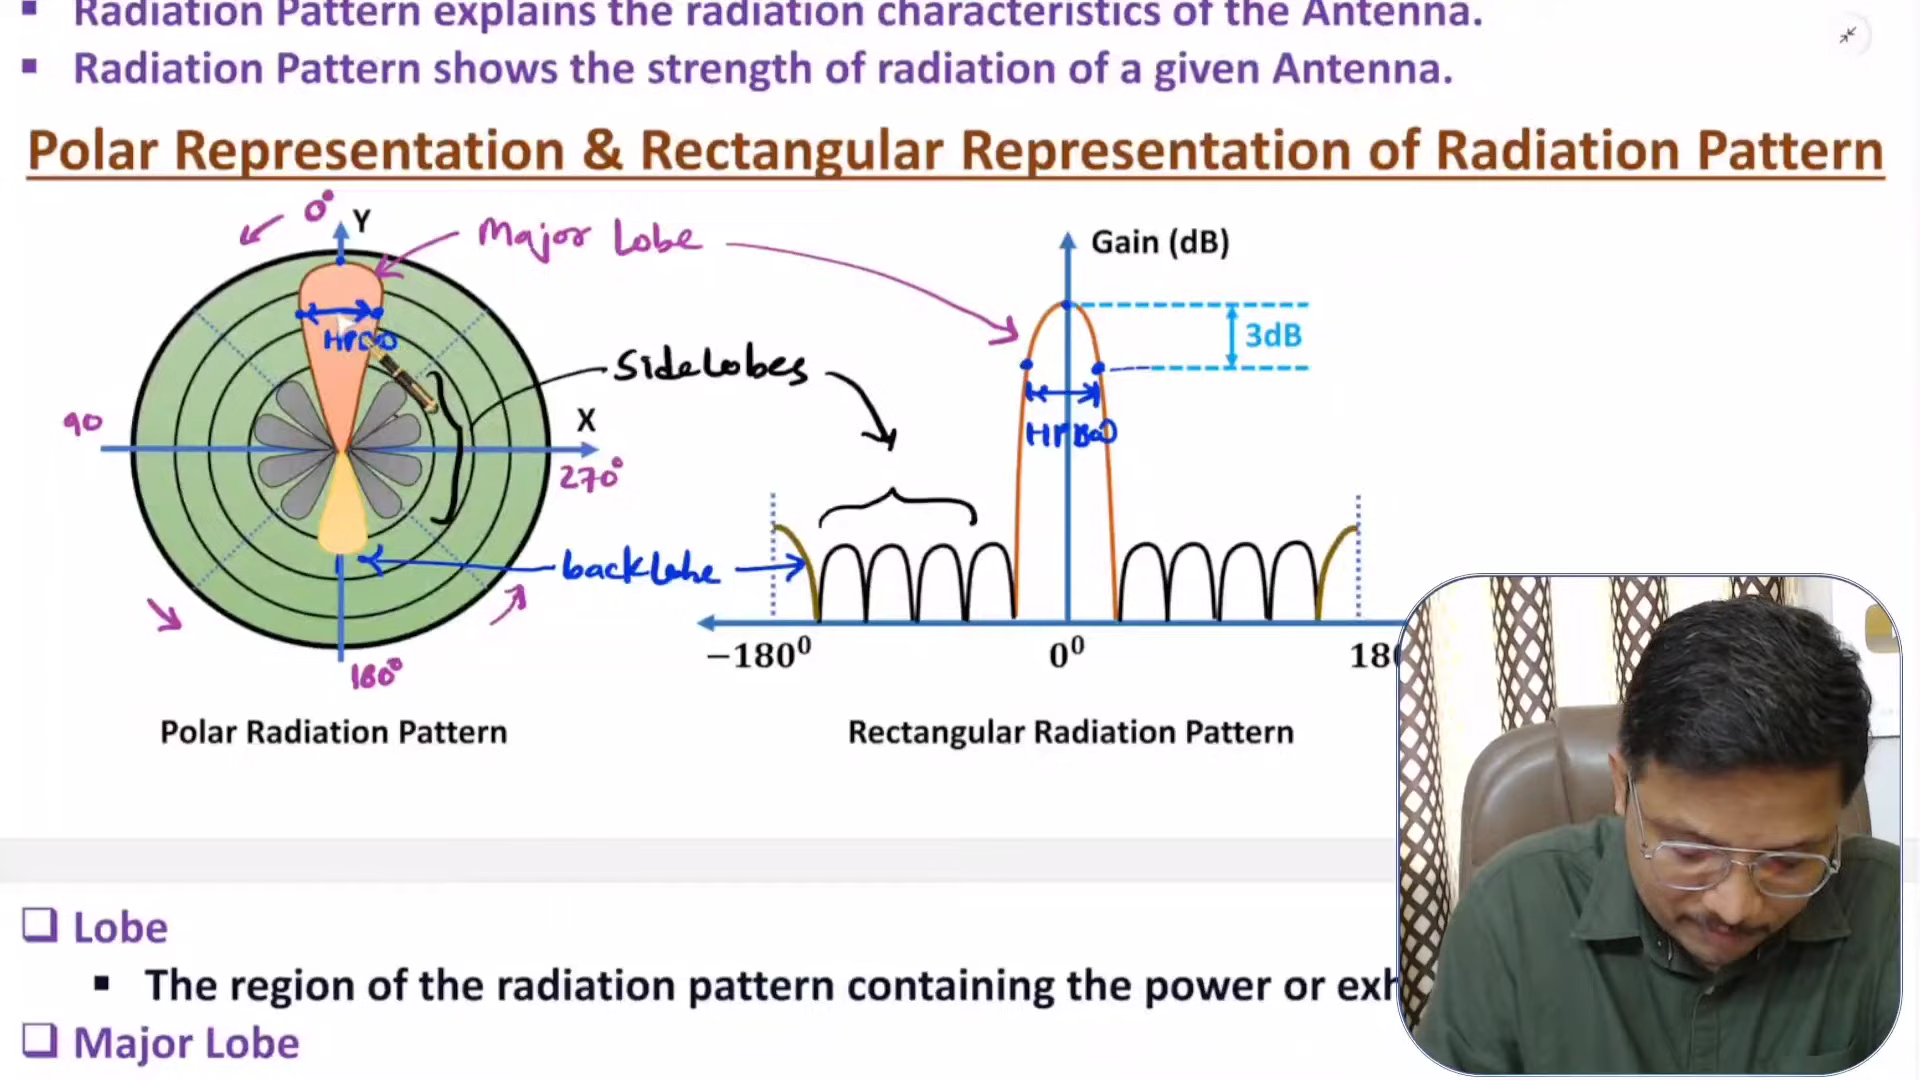 ▪ Radiation Pattern explains the radiation characteristics of the Antenna.
▪ Radiation Pattern shows the strength of radiation of a given Antenna.
Polar Representation & Rectangular Representation of Radiation Pattern
0°
Y
Major Lobe
Gain (dB)
HPBW
3dB
Sidelobes
90
X
270°
HPBW
backlobe
180°
−180⁰
0⁰
18
Polar Radiation Pattern
Rectangular Radiation Pattern
❑ Lobe
▪ The region of the radiation pattern containing the power or exh
❑ Major Lobe